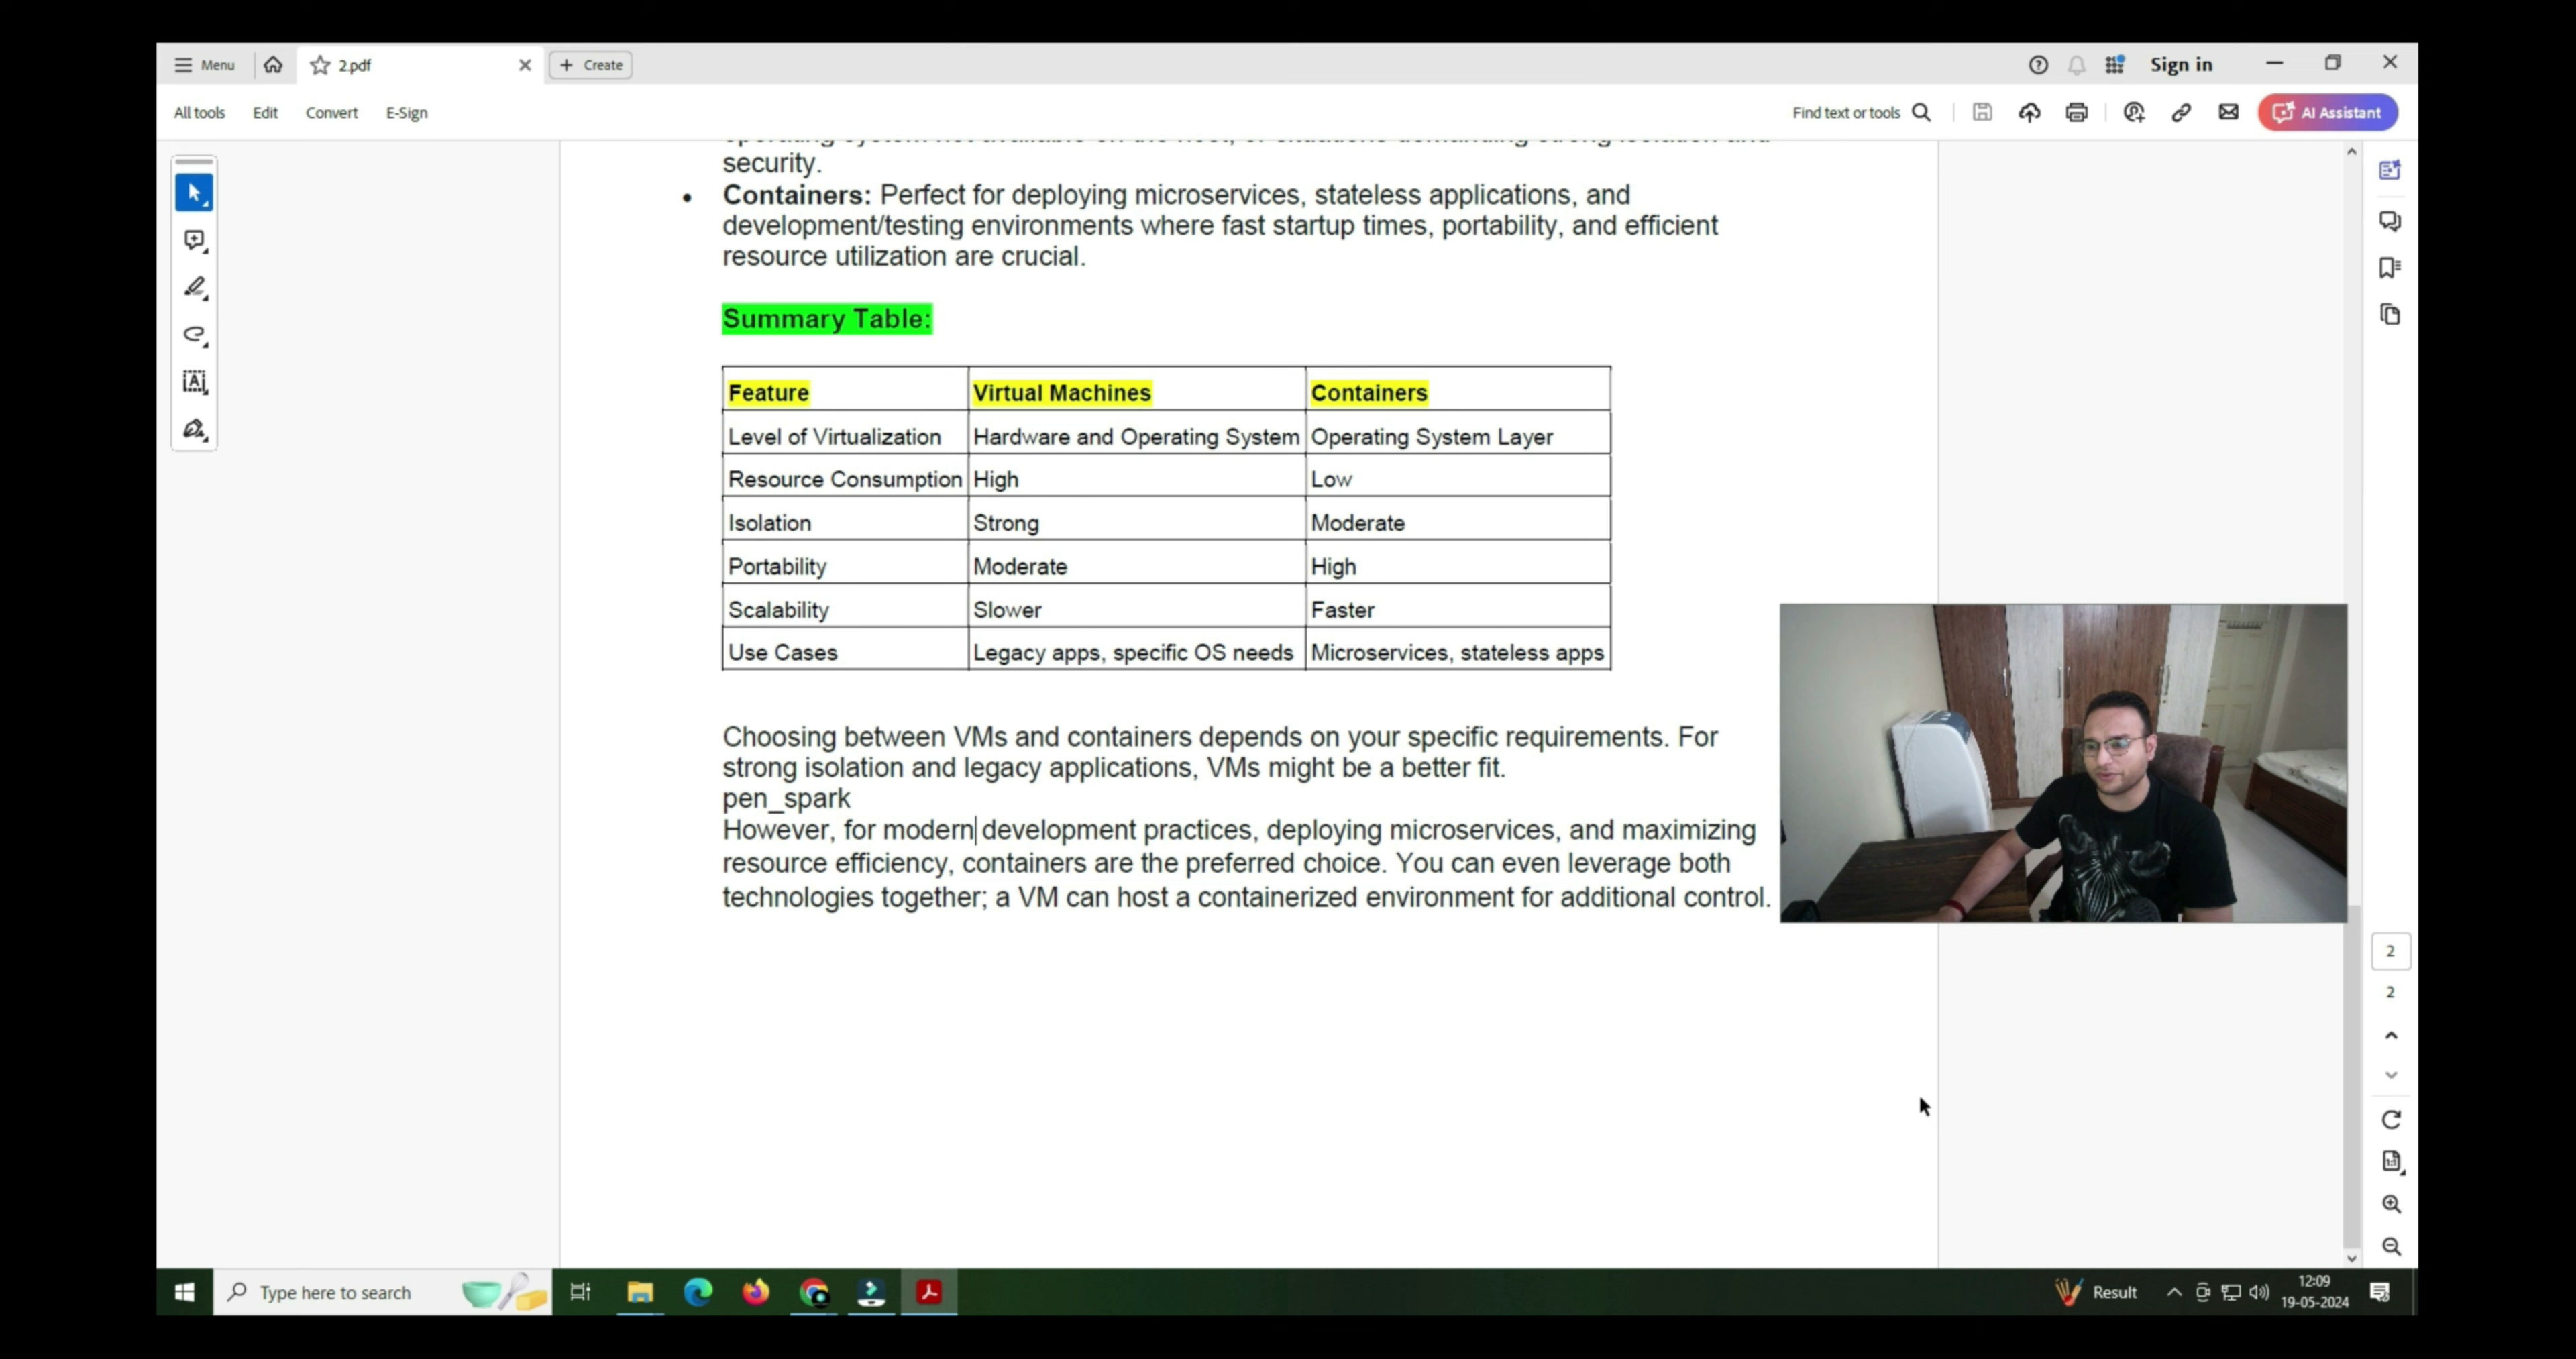 Menu
2.pdf
Create
Sign in
All tools Edit Convert E-Sign
Find text or tools
AI Assistant
security.
• Containers: Perfect for deploying microservices, stateless applications, and
development/testing environments where fast startup times, portability, and efficient
resource utilization are crucial.
Summary Table:
Feature Virtual Machines Containers
Level of Virtualization Hardware and Operating System Operating System Layer
Resource Consumption High Low
Isolation Strong Moderate
Portability Moderate High
Scalability Slower Faster
Use Cases Legacy apps, specific OS needs Microservices, stateless apps
Choosing between VMs and containers depends on your specific requirements. For
strong isolation and legacy applications, VMs might be a better fit.
pen_spark
However, for modern development practices, deploying microservices, and maximizing
resource efficiency, containers are the preferred choice. You can even leverage both
technologies together; a VM can host a containerized environment for additional control.
2
2
Type here to search
Result
12:09
19-05-2024